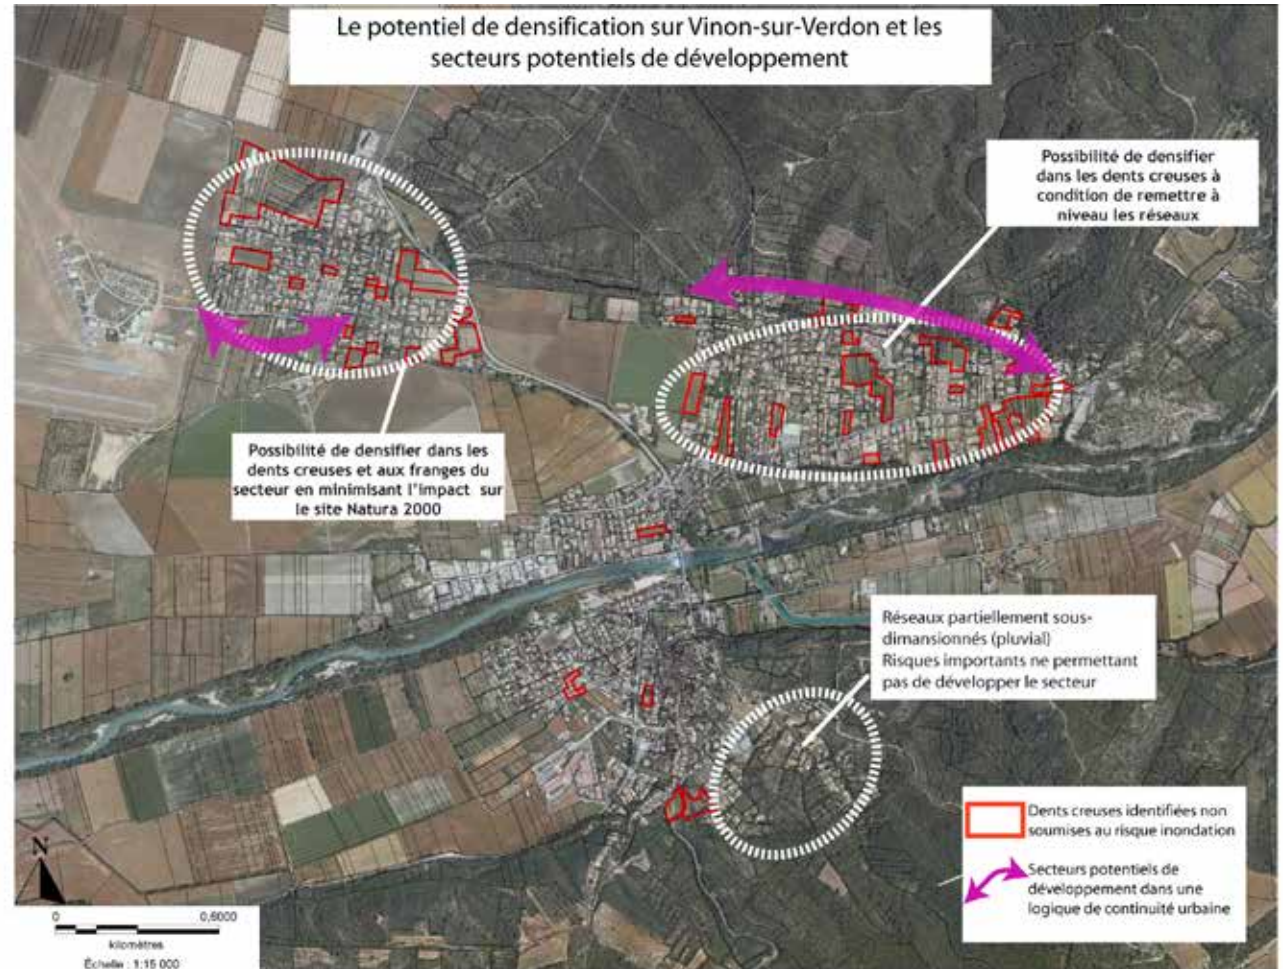 Le potentiel de densification sur Vinon-sur-Verdon et les
secteurs potentiels de développement
Possibilité de densifier
dans les dents creuses à
condition de remettre à
niveau les réseaux
Possibilité de densifier dans les
dents creuses et aux franges du
secteur en minimisant l'impact sur
le site Natura 2000
Réseaux partiellement sous-
dimansionnés (pluvial)
Risques importants ne permettant
pas de développer le secteur
Dents creuses identifiées non
soumises au risque inondation
Secteurs potentiels de
développement dans une
logique de continuité urbaine
N
0 0,6000
kilomètres
Échelle : 1:15 000